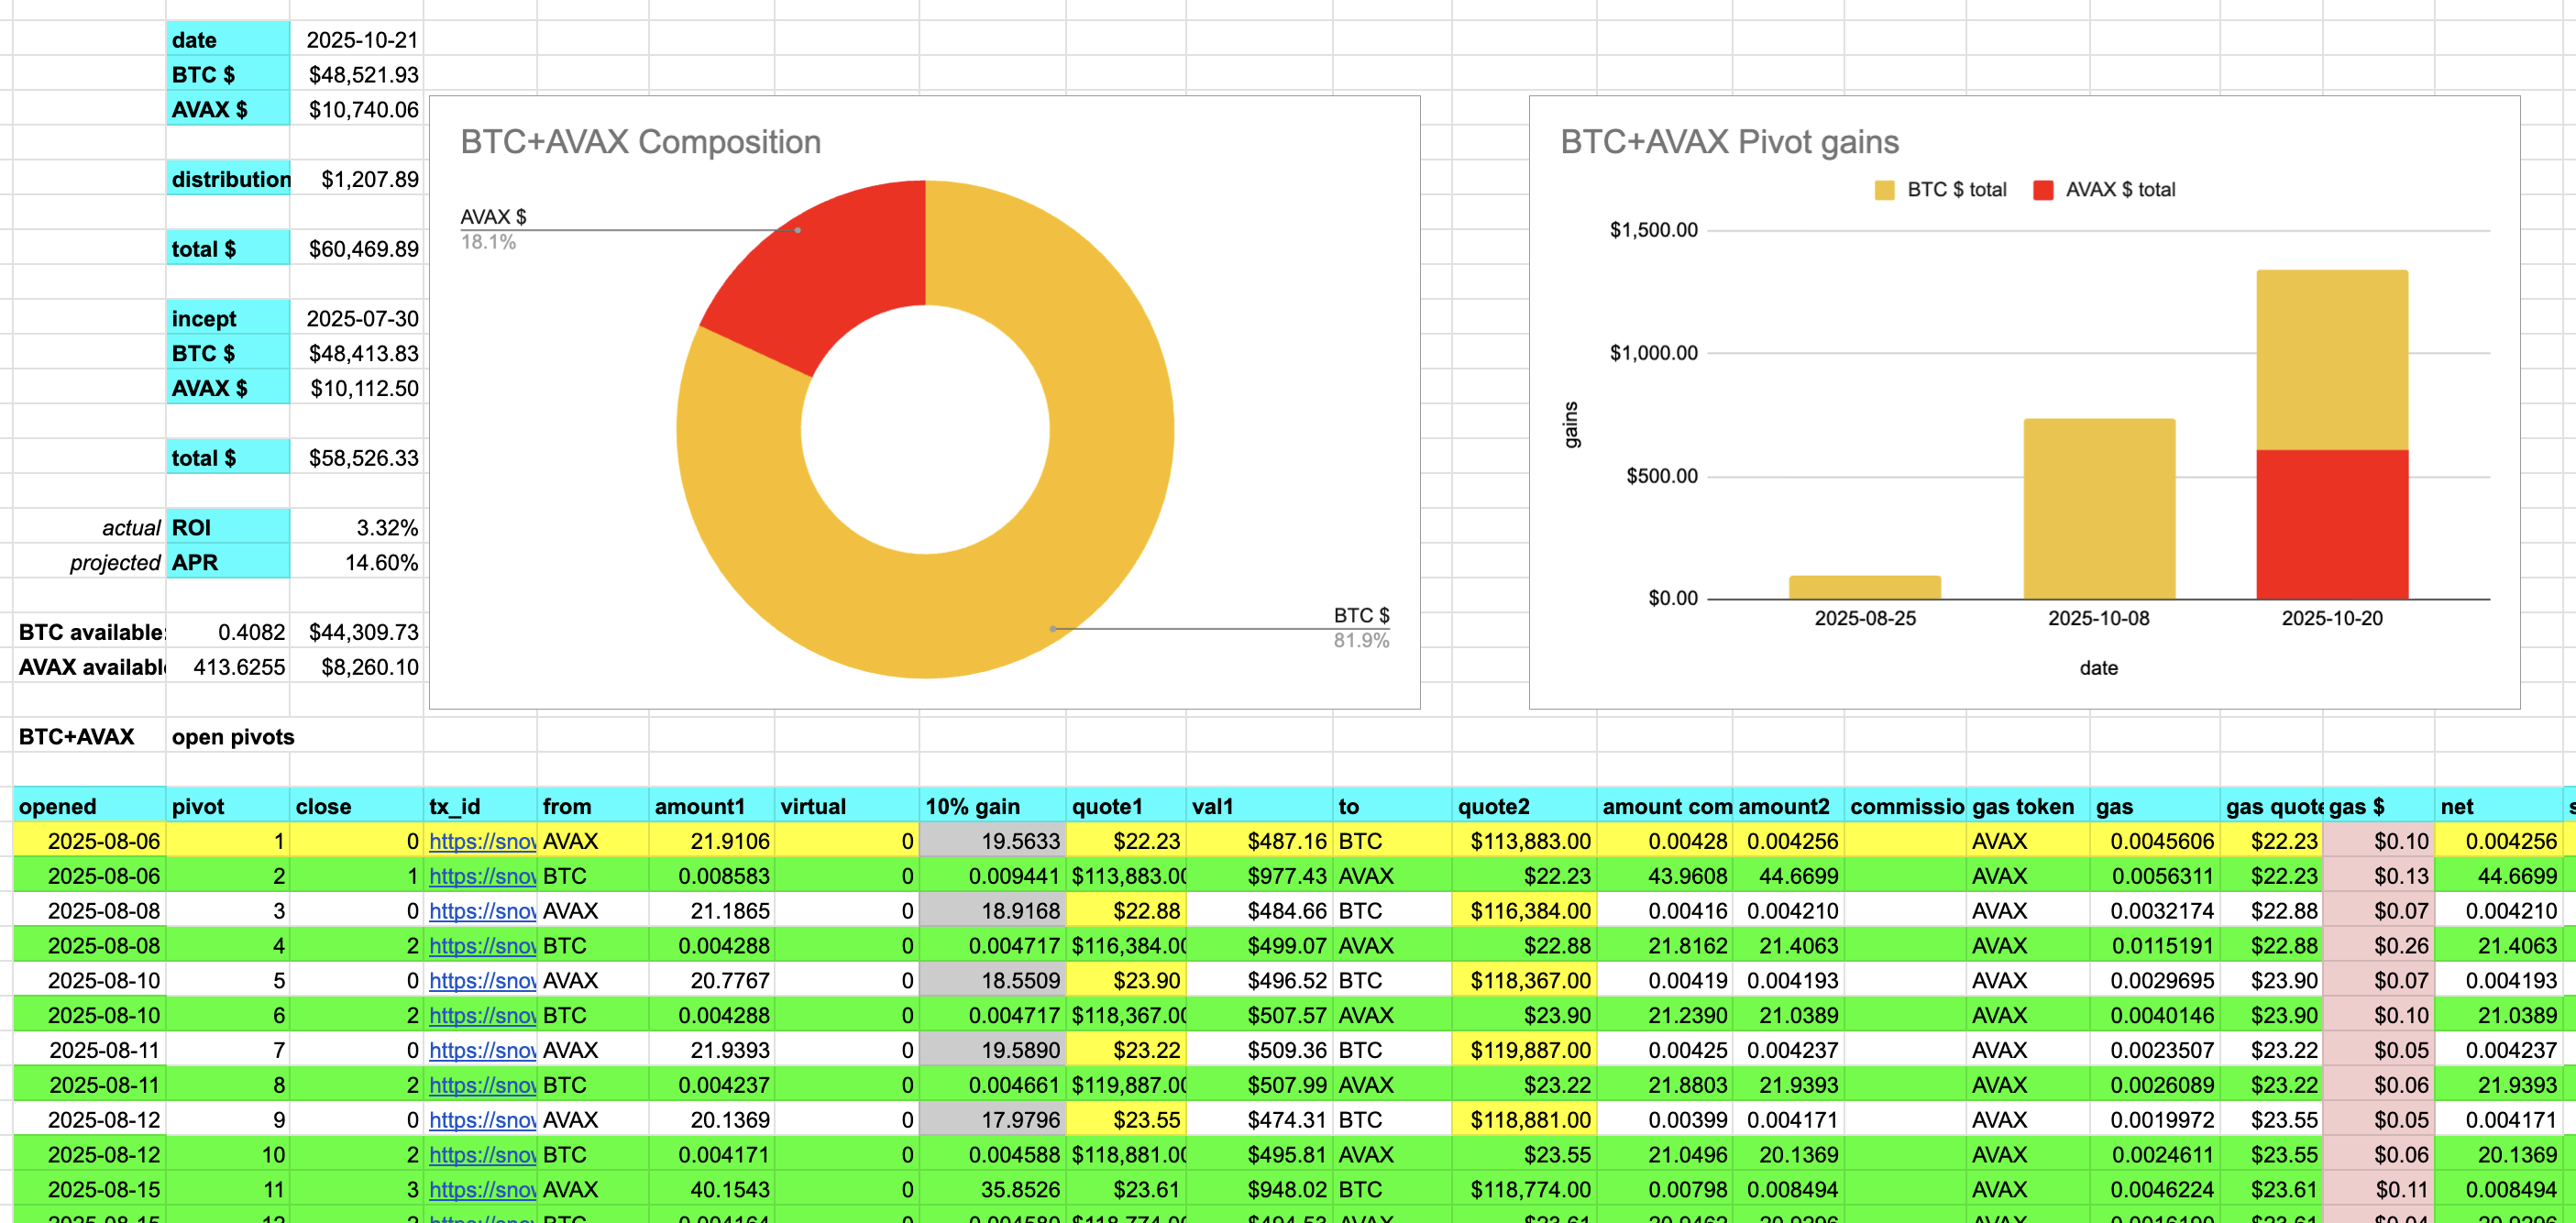 date 2025-10-21
BTC $ $48,521.93
AVAX $ $10,740.06
distribution $1,207.89
total $ $60,469.89
incept 2025-07-30
BTC $ $48,413.83
AVAX $ $10,112.50
total $ $58,526.33
actual ROI 3.32%
projected APR 14.60%
BTC available: 0.4082 $44,309.73
AVAX availabl 413.6255 $8,260.10
BTC+AVAX Composition
AVAX $
18.1%
BTC $
81.9%
BTC+AVAX Pivot gains
BTC $ total AVAX $ total
$1,500.00
$1,000.00
$500.00
$0.00
gains
2025-08-25 2025-10-08 2025-10-20
date
BTC+AVAX open pivots
opened pivot close tx_id from amount1 virtual 10% gain quote1 val1 to quote2 amount com amount2 commissio gas token gas gas quote gas $ net s
2025-08-06 1 0 https://snov AVAX 21.9106 0 19.5633 $22.23 $487.16 BTC $113,883.00 0.00428 0.004256 AVAX 0.0045606 $22.23 $0.10 0.004256
2025-08-06 2 1 https://snov BTC 0.008583 0 0.009441 $113,883.00 $977.43 AVAX $22.23 43.9608 44.6699 AVAX 0.0056311 $22.23 $0.13 44.6699
2025-08-08 3 0 https://snov AVAX 21.1865 0 18.9168 $22.88 $484.66 BTC $116,384.00 0.00416 0.004210 AVAX 0.0032174 $22.88 $0.07 0.004210
2025-08-08 4 2 https://snov BTC 0.004288 0 0.004717 $116,384.00 $499.07 AVAX $22.88 21.8162 21.4063 AVAX 0.0115191 $22.88 $0.26 21.4063
2025-08-10 5 0 https://snov AVAX 20.7767 0 18.5509 $23.90 $496.52 BTC $118,367.00 0.00419 0.004193 AVAX 0.0029695 $23.90 $0.07 0.004193
2025-08-10 6 2 https://snov BTC 0.004288 0 0.004717 $118,367.00 $507.57 AVAX $23.90 21.2390 21.0389 AVAX 0.0040146 $23.90 $0.10 21.0389
2025-08-11 7 0 https://snov AVAX 21.9393 0 19.5890 $23.22 $509.36 BTC $119,887.00 0.00425 0.004237 AVAX 0.0023507 $23.22 $0.05 0.004237
2025-08-11 8 2 https://snov BTC 0.004237 0 0.004661 $119,887.00 $507.99 AVAX $23.22 21.8803 21.9393 AVAX 0.0026089 $23.22 $0.06 21.9393
2025-08-12 9 0 https://snov AVAX 20.1369 0 17.9796 $23.55 $474.31 BTC $118,881.00 0.00399 0.004171 AVAX 0.0019972 $23.55 $0.05 0.004171
2025-08-12 10 2 https://snov BTC 0.004171 0 0.004588 $118,881.00 $495.81 AVAX $23.55 21.0496 20.1369 AVAX 0.0024611 $23.55 $0.06 20.1369
2025-08-15 11 3 https://snov AVAX 40.1543 0 35.8526 $23.61 $948.02 BTC $118,774.00 0.00798 0.008494 AVAX 0.0046224 $23.61 $0.11 0.008494